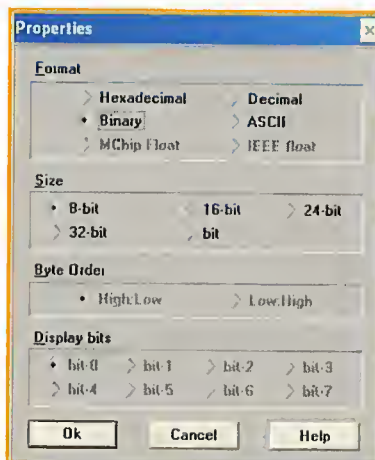 Properties
Format
Hexadecimal Decimal
Binary ASCII
MChip Float IEEE float
Size
8-bit 16-bit 24-bit
32-bit bit
Byte Order
High:Low Low:High
Display bits
bit-0 bit-1 bit-2 bit-3
bit-4 bit-5 bit-6 bit-7
Ok Cancel Help